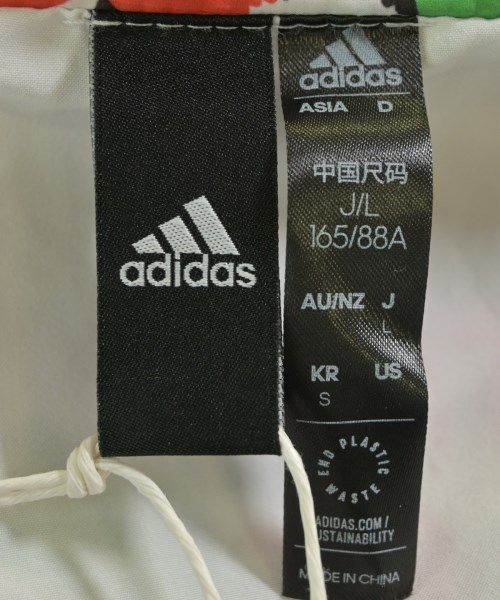 adidas
adidas
ASIA D
中国尺码
J/L
165/88A
AU/NZ J
L
KR US
S
END PLASTIC WASTE
ADIDAS.COM/
SUSTAINABILITY
MADE IN CHINA